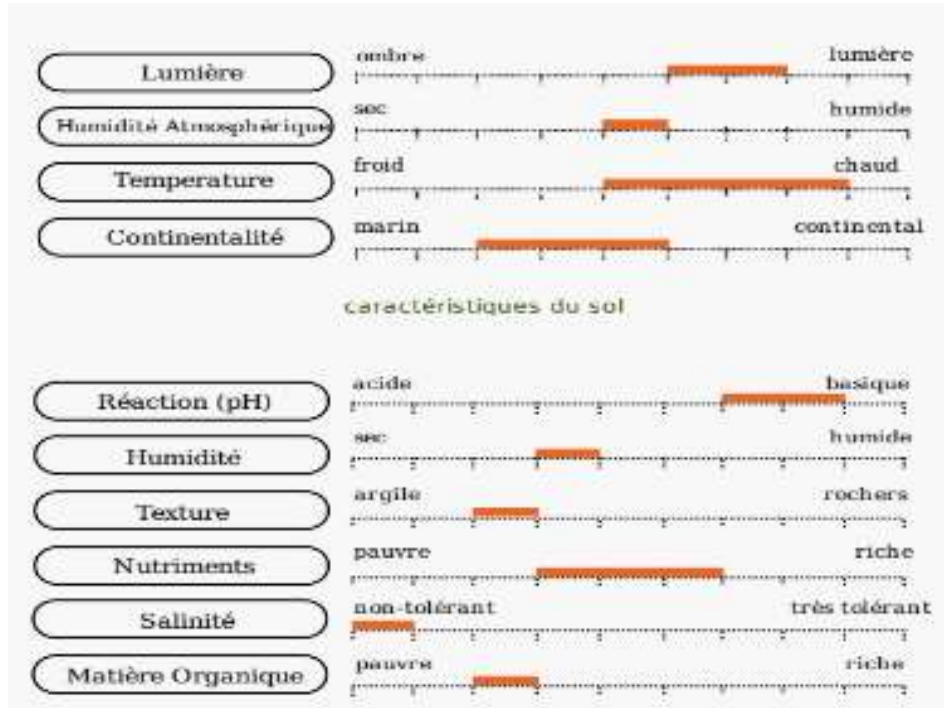 ombre lumière
Lumière
sec humide
Humidité Atmosphérique
froid chaud
Temperature
marin continental
Continentalité
caractéristiques du sol
acide basique
Réaction (pH)
sec humide
Humidité
argile rochers
Texture
pauvre riche
Nutriments
non-tolérant très tolérant
Salinité
pauvre riche
Matière Organique